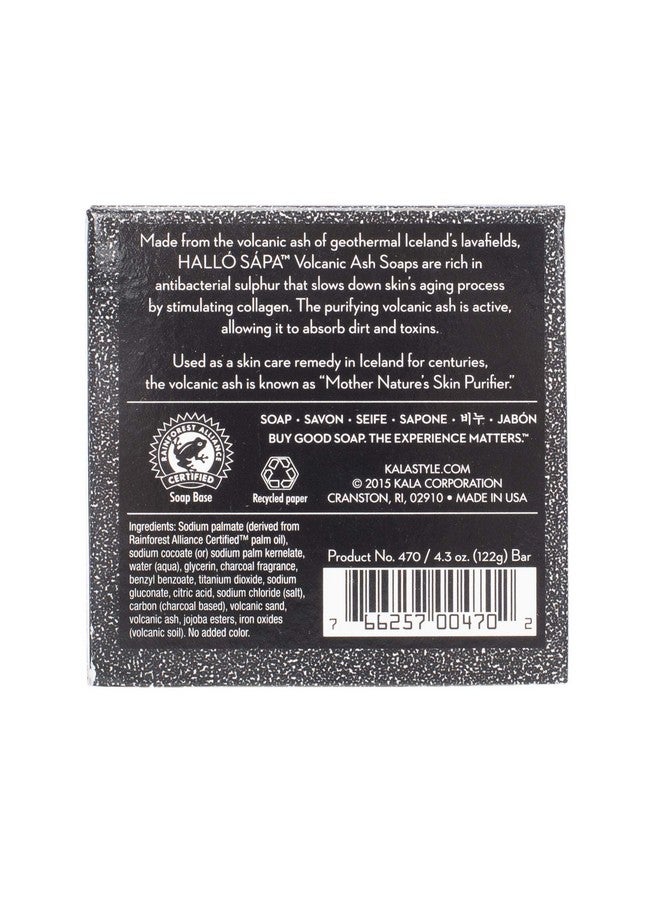 Made from the volcanic ash of geothermal Iceland's lavafields,
HALLÓ SÁPA™ Volcanic Ash Soaps are rich in
antibacterial sulphur that slows down skin's aging process
by stimulating collagen. The purifying volcanic ash is active,
allowing it to absorb dirt and toxins.
Used as a skin care remedy in Iceland for centuries,
the volcanic ash is known as “Mother Nature's Skin Purifier.”
RAINFOREST ALLIANCE
CERTIFIED
Soap Base
Recycled paper
SOAP • SAVON • SEIFE • SAPONE • 비누 • JABÓN
BUY GOOD SOAP. THE EXPERIENCE MATTERS.™
KALASTYLE.COM
© 2015 KALA CORPORATION
CRANSTON, RI, 02910 • MADE IN USA
Ingredients: Sodium palmate (derived from
Rainforest Alliance Certified™ palm oil),
sodium cocoate (or) sodium palm kernelate,
water (aqua), glycerin, charcoal fragrance,
benzyl benzoate, titanium dioxide, sodium
gluconate, citric acid, sodium chloride (salt),
carbon (charcoal based), volcanic sand,
volcanic ash, jojoba esters, iron oxides
(volcanic soil). No added color.
Product No. 470 / 4.3 oz. (122g) Bar
7 66257 00470 2